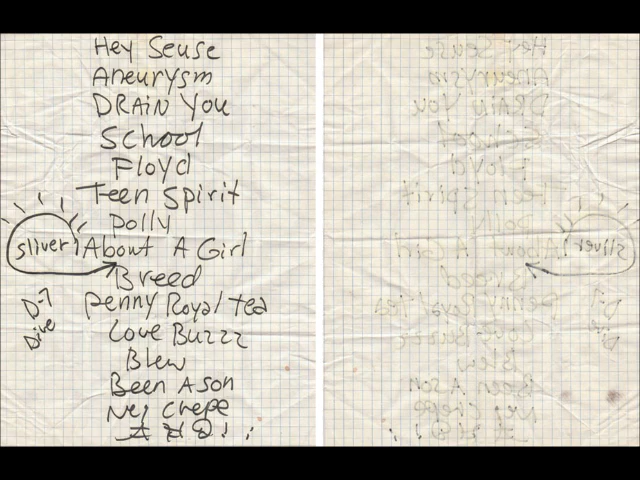 Hey Seuse
Aneurysm
DRAIN YOU
School
Floyd
Teen Spirit
Polly
Sliver
About A Girl
Breed
Penny Royal tea
D-7
Dive
Love Buzzz
Blew
Been A son
Nej Crepe